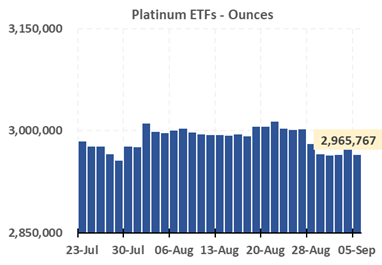 Platinum ETFs - Ounces
3,150,000
3,000,000
2,965,767
2,850,000
23-Jul 30-Jul 06-Aug 13-Aug 20-Aug 28-Aug 05-Sep